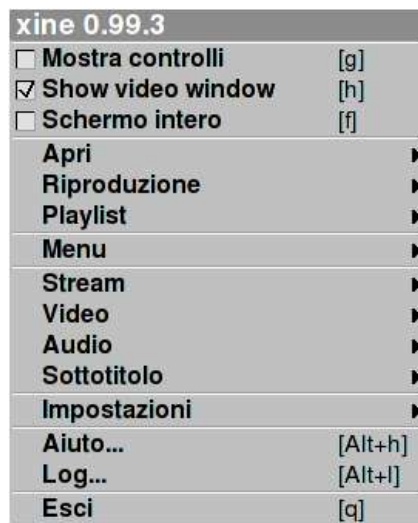 xine 0.99.3
Mostra controlli [g]
Show video window [h]
Schermo intero [f]
Apri
Riproduzione
Playlist
Menu
Stream
Video
Audio
Sottotitolo
Impostazioni
Aiuto... [Alt+h]
Log... [Alt+l]
Esci [q]